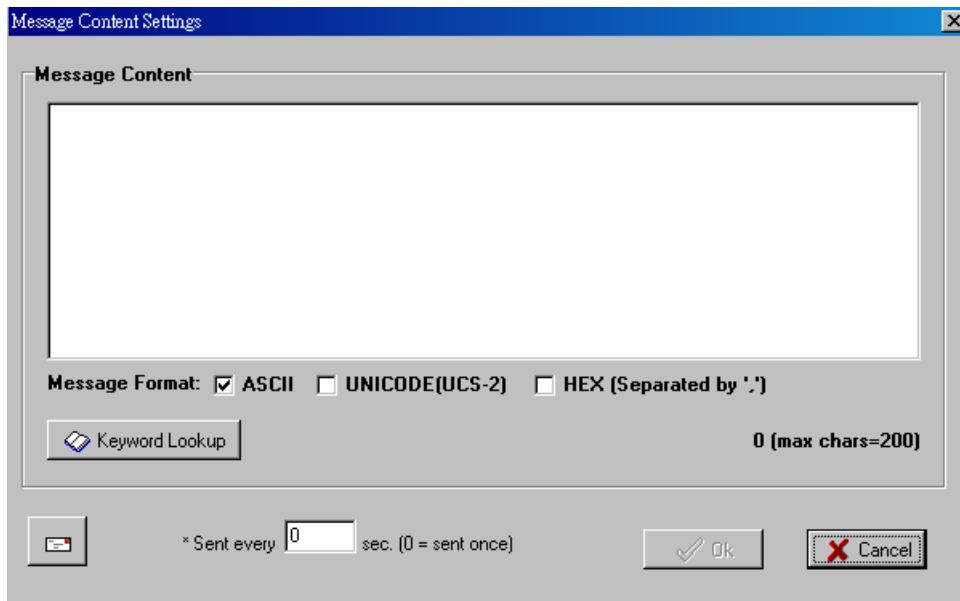 Message Content Settings
Message Content
Message Format: ASCII UNICODE(UCS-2) HEX (Separated by ',')
Keyword Lookup 0 (max chars=200)
* Sent every 0 sec. (0 = sent once) Ok Cancel